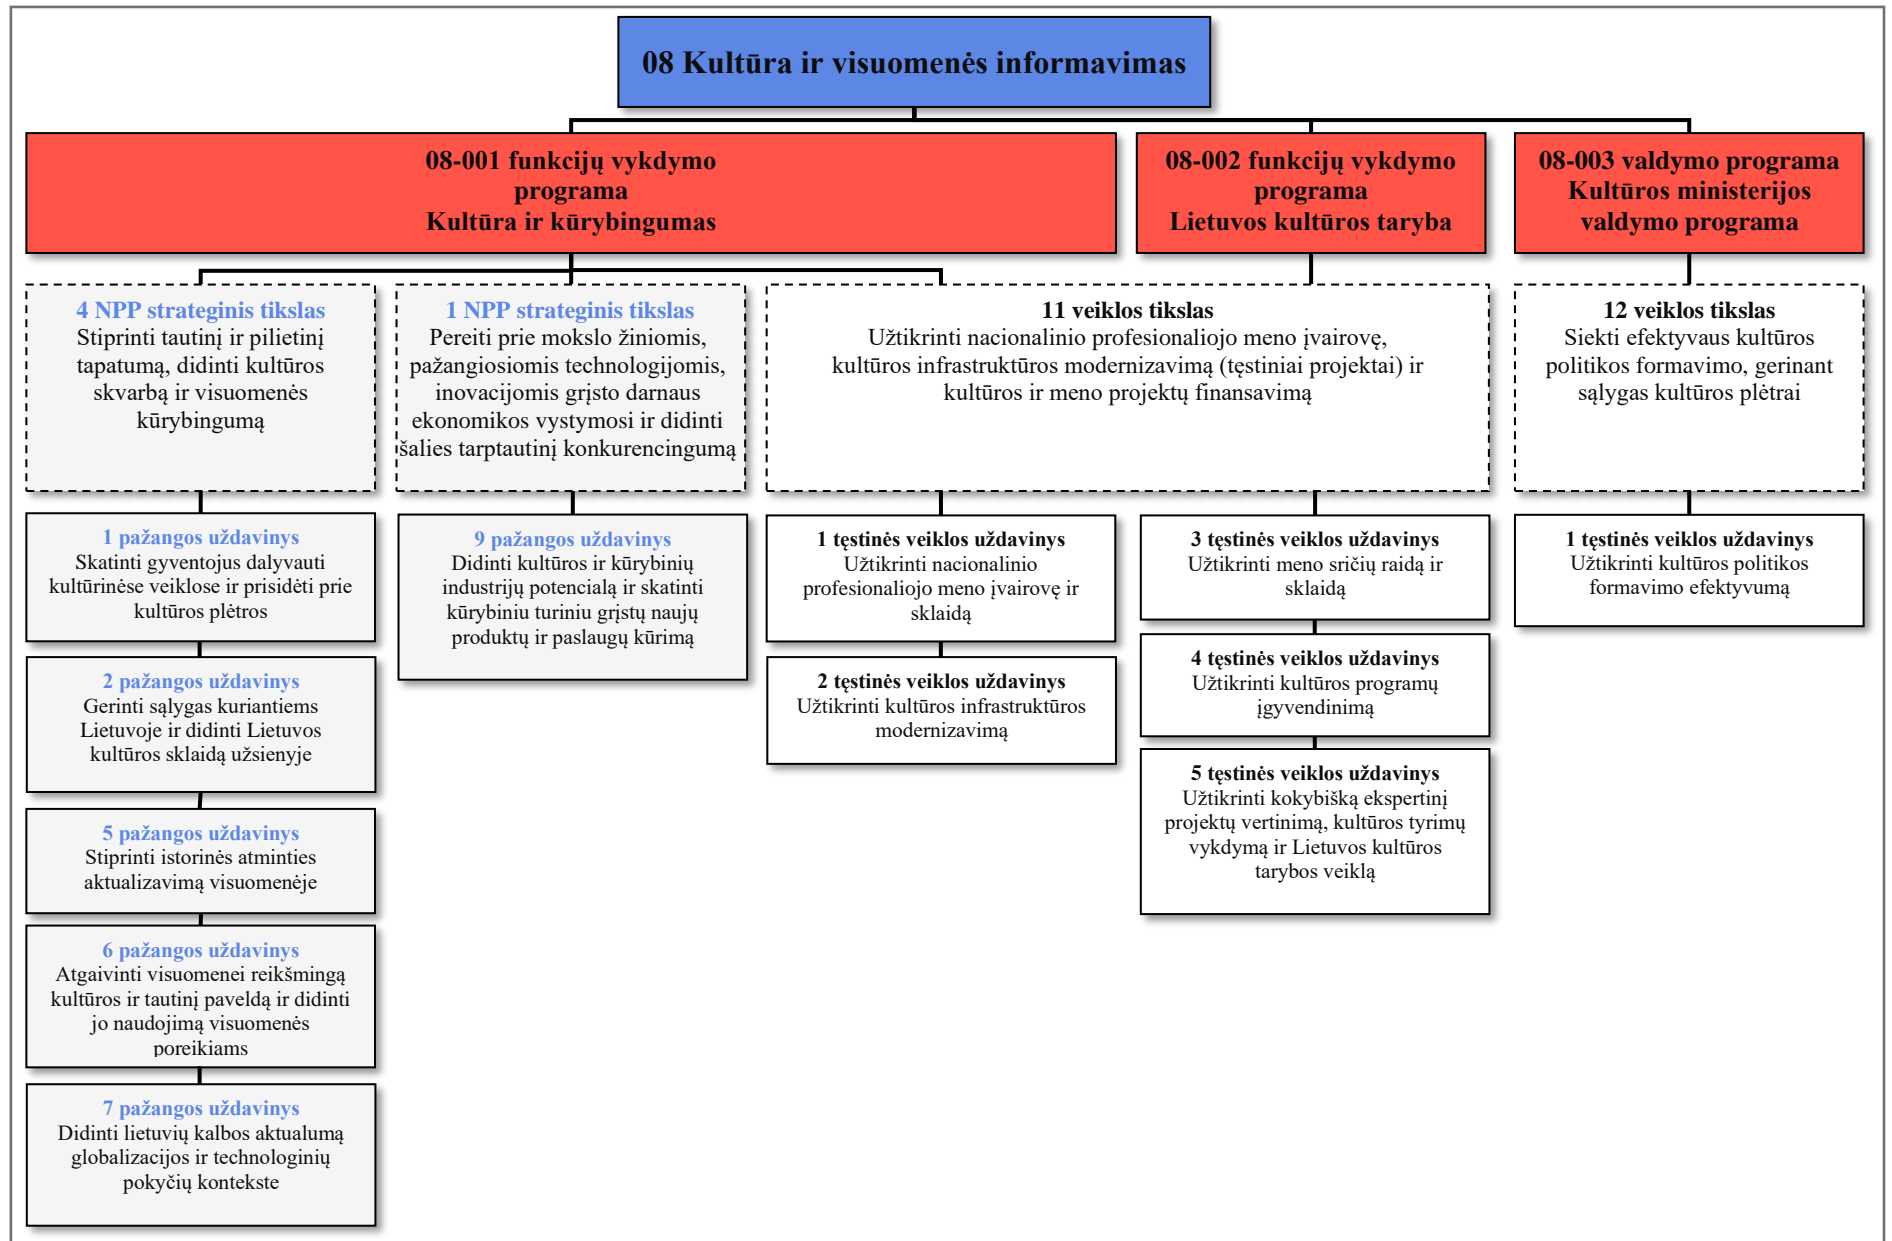 08 Kultūra ir visuomenės informavimas
08-001 funkcijų vykdymo
programa
Kultūra ir kūrybingumas
08-002 funkcijų vykdymo
programa
Lietuvos kultūros taryba
08-003 valdymo programa
Kultūros ministerijos
valdymo programa
4 NPP strateginis tikslas
Stiprinti tautinį ir pilietinį
tapatumą, didinti kultūros
skvarbą ir visuomenės
kūrybingumą
1 NPP strateginis tikslas
Pereiti prie mokslo žiniomis,
pažangiosiomis technologijomis,
inovacijomis grįsto darnaus
ekonomikos vystymosi ir didinti
šalies tarptautinį konkurencingumą
11 veiklos tikslas
Užtikrinti nacionalinio profesionaliojo meno įvairovę,
kultūros infrastruktūros modernizavimą (tęstiniai projektai) ir
kultūros ir meno projektų finansavimą
12 veiklos tikslas
Siekti efektyvaus kultūros
politikos formavimo, gerinant
sąlygas kultūros plėtrai
1 pažangos uždavinys
Skatinti gyventojus dalyvauti
kultūrinėse veiklose ir prisidėti prie
kultūros plėtros
2 pažangos uždavinys
Gerinti sąlygas kuriantiems
Lietuvoje ir didinti Lietuvos
kultūros sklaidą užsienyje
5 pažangos uždavinys
Stiprinti istorinės atminties
aktualizavimą visuomenėje
6 pažangos uždavinys
Atgaivinti visuomenei reikšmingą
kultūros ir tautinį paveldą ir didinti
jo naudojimą visuomenės
poreikiams
7 pažangos uždavinys
Didinti lietuvių kalbos aktualumą
globalizacijos ir technologinių
pokyčių kontekste
9 pažangos uždavinys
Didinti kultūros ir kūrybinių
industrijų potencialą ir skatinti
kūrybiniu turiniu grįstų naujų
produktų ir paslaugų kūrimą
1 tęstinės veiklos uždavinys
Užtikrinti nacionalinio
profesionaliojo meno įvairovę ir
sklaidą
2 tęstinės veiklos uždavinys
Užtikrinti kultūros infrastruktūros
modernizavimą
3 tęstinės veiklos uždavinys
Užtikrinti meno sričių raidą ir
sklaidą
4 tęstinės veiklos uždavinys
Užtikrinti kultūros programų
įgyvendinimą
5 tęstinės veiklos uždavinys
Užtikrinti kokybišką ekspertinį
projektų vertinimą, kultūros tyrimų
vykdymą ir Lietuvos kultūros
tarybos veiklą
1 tęstinės veiklos uždavinys
Užtikrinti kultūros politikos
formavimo efektyvumą